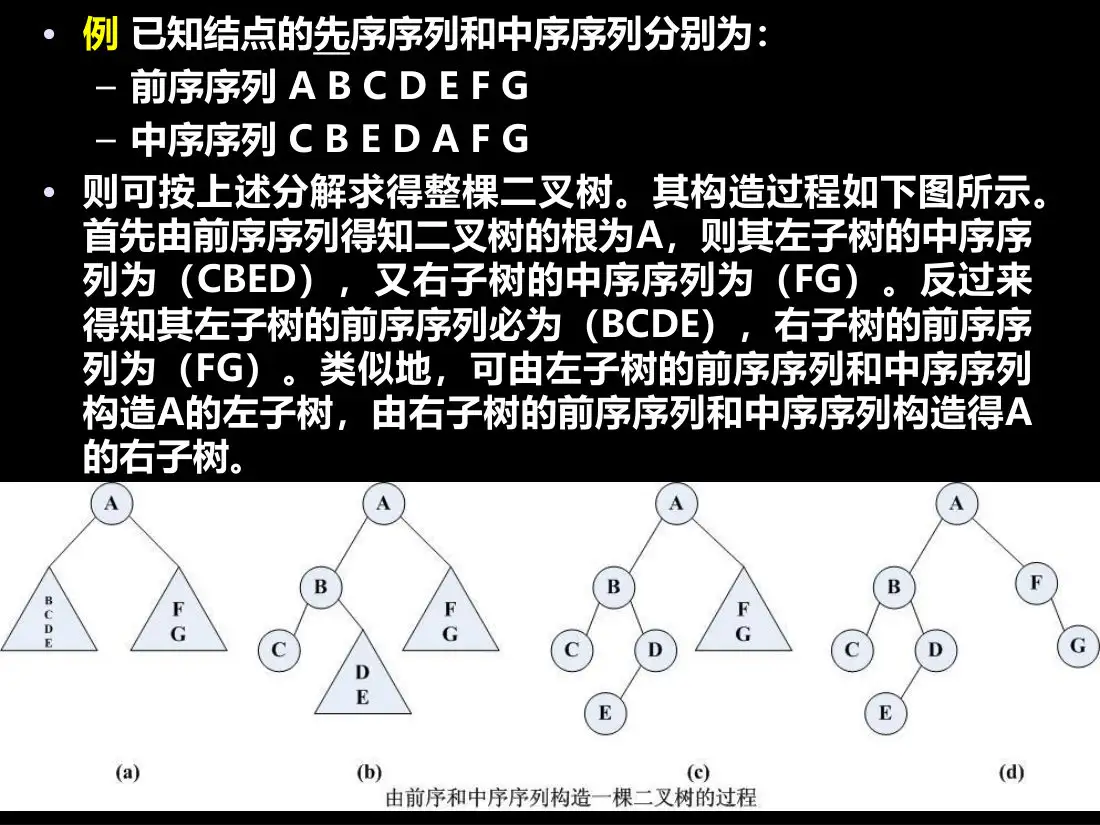 • 例 已知结点的先序序列和中序序列分别为：
– 前序序列 A B C D E F G
– 中序序列 C B E D A F G
• 则可按上述分解求得整棵二叉树。其构造过程如下图所示。
首先由前序序列得知二叉树的根为A，则其左子树的中序序
列为（CBED），又右子树的中序序列为（FG）。反过来
得知其左子树的前序序列必为（BCDE），右子树的前序序
列为（FG）。类似地，可由左子树的前序序列和中序序列
构造A的左子树，由右子树的前序序列和中序序列构造得A
的右子树。
A
B
C
D
E
F
G
(a)
A
B
C
D
E
F
G
(b)
A
B
C
D
E
F
G
(c)
A
B
F
C
D
G
E
(d)
由前序和中序序列构造一棵二叉树的过程